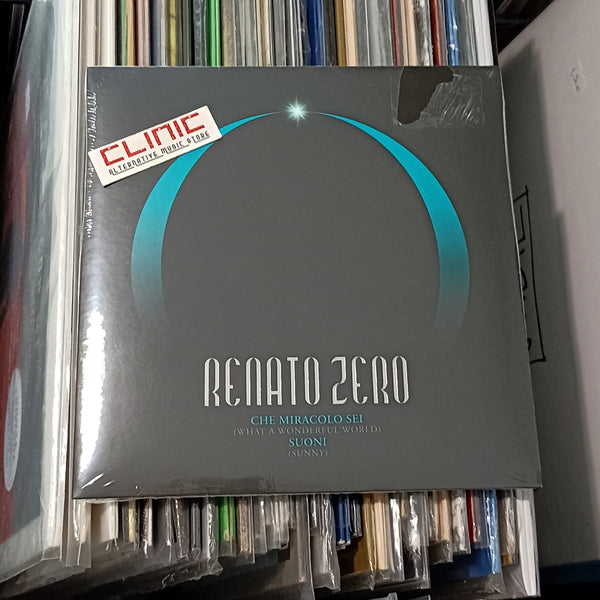 CLINIC
ALTERNATIVE MUSIC STORE
RENATO ZERO
CHE MIRACOLO SEI
(WHAT A WONDERFUL WORLD)
SUONI
(SUNNY)